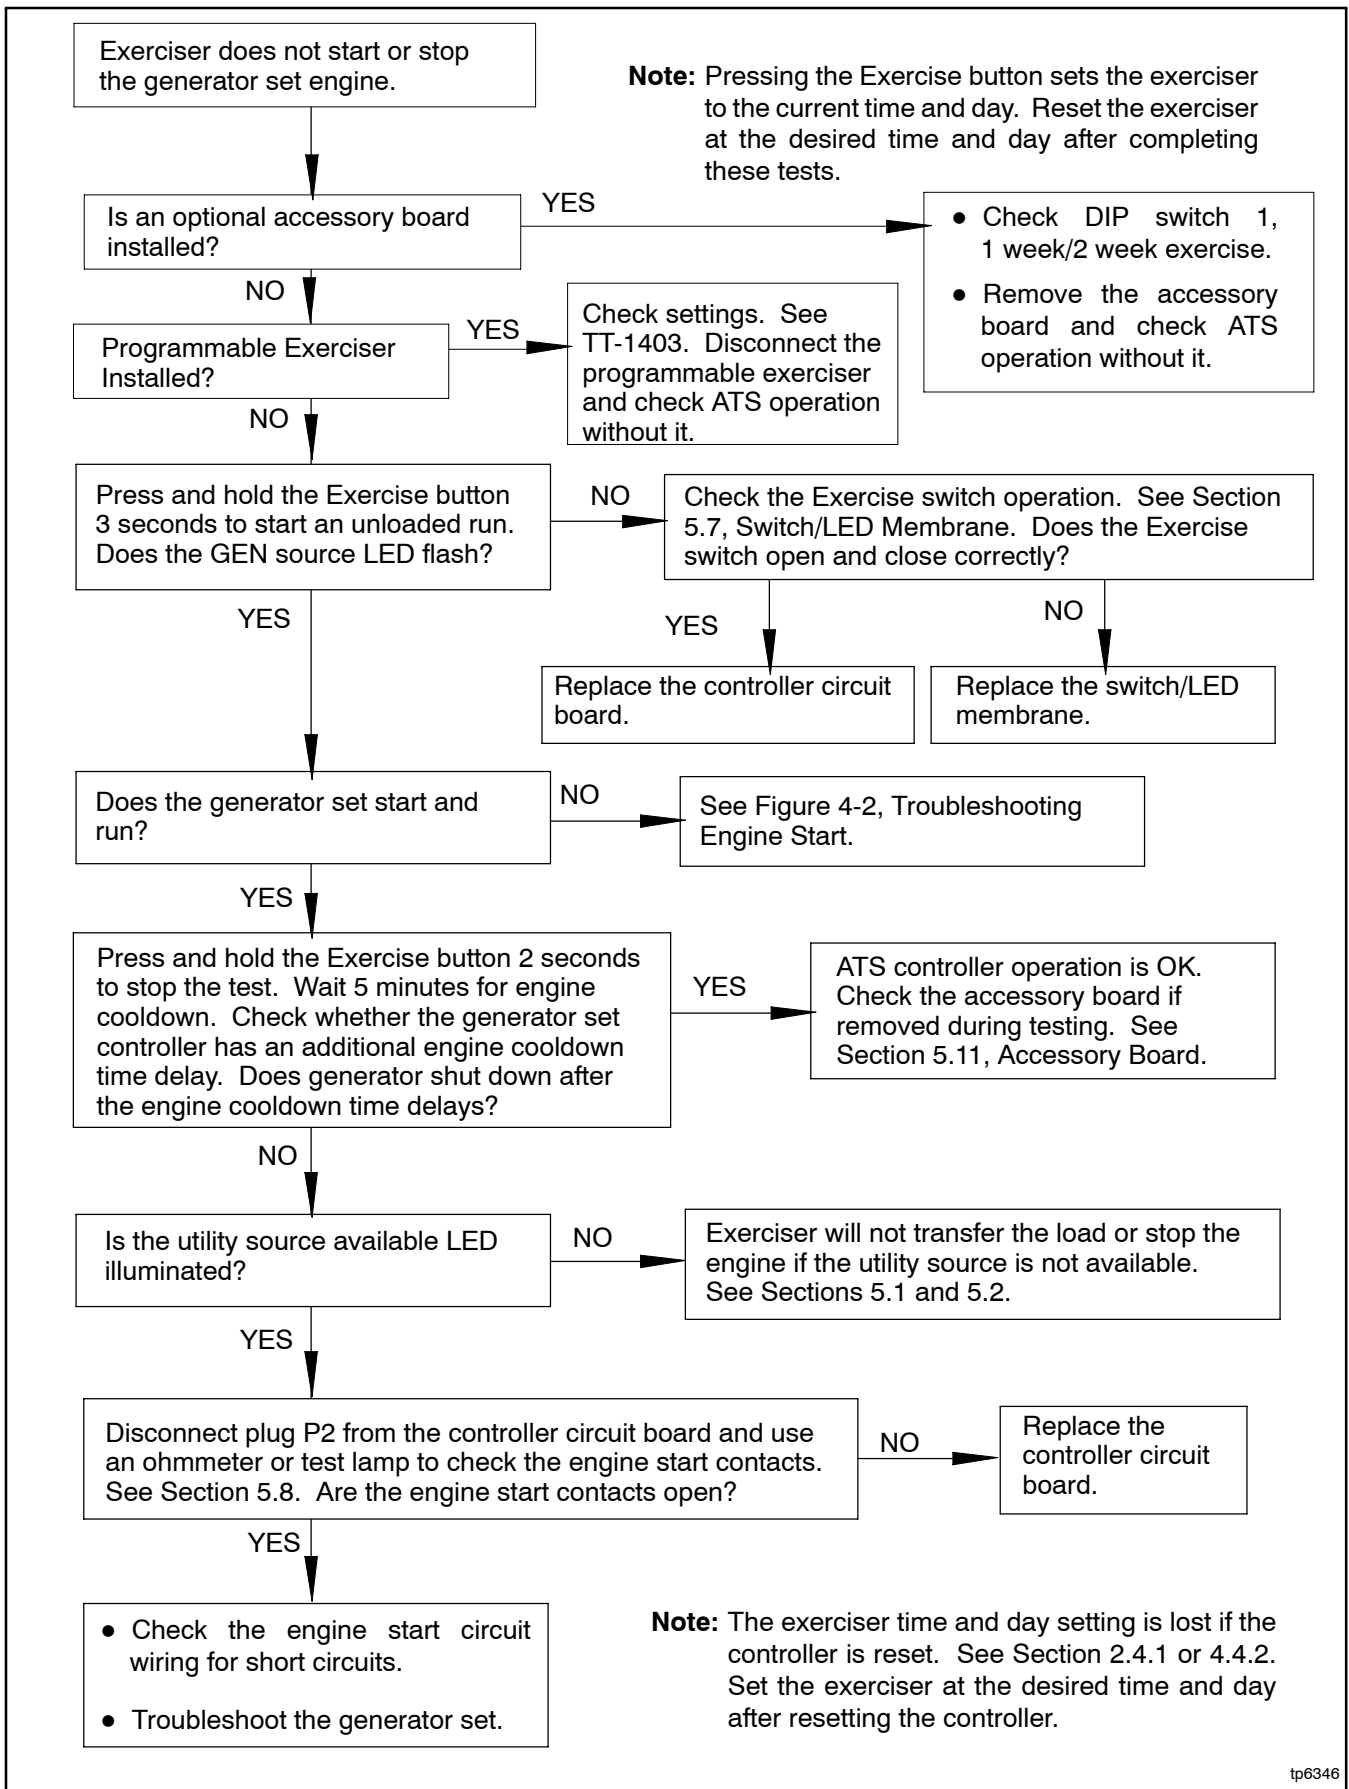 Exerciser does not start or stop
the generator set engine.
Note: Pressing the Exercise button sets the exerciser
to the current time and day. Reset the exerciser
at the desired time and day after completing
these tests.
Is an optional accessory board
installed?
YES
• Check DIP switch 1,
1 week/2 week exercise.
• Remove the accessory
board and check ATS
operation without it.
NO
Programmable Exerciser
Installed?
YES
Check settings. See
TT-1403. Disconnect the
programmable exerciser
and check ATS operation
without it.
NO
Press and hold the Exercise button
3 seconds to start an unloaded run.
Does the GEN source LED flash?
NO
Check the Exercise switch operation. See Section
5.7, Switch/LED Membrane. Does the Exercise
switch open and close correctly?
YES
NO
Replace the controller circuit
board.
Replace the switch/LED
membrane.
YES
Does the generator set start and
run?
NO
See Figure 4-2, Troubleshooting
Engine Start.
YES
Press and hold the Exercise button 2 seconds
to stop the test. Wait 5 minutes for engine
cooldown. Check whether the generator set
controller has an additional engine cooldown
time delay. Does generator shut down after
the engine cooldown time delays?
YES
ATS controller operation is OK.
Check the accessory board if
removed during testing. See
Section 5.11, Accessory Board.
NO
Is the utility source available LED
illuminated?
NO
Exerciser will not transfer the load or stop the
engine if the utility source is not available.
See Sections 5.1 and 5.2.
YES
Disconnect plug P2 from the controller circuit board and use
an ohmmeter or test lamp to check the engine start contacts.
See Section 5.8. Are the engine start contacts open?
NO
Replace the
controller circuit
board.
YES
• Check the engine start circuit
wiring for short circuits.
• Troubleshoot the generator set.
Note: The exerciser time and day setting is lost if the
controller is reset. See Section 2.4.1 or 4.4.2.
Set the exerciser at the desired time and day
after resetting the controller.
tp6346